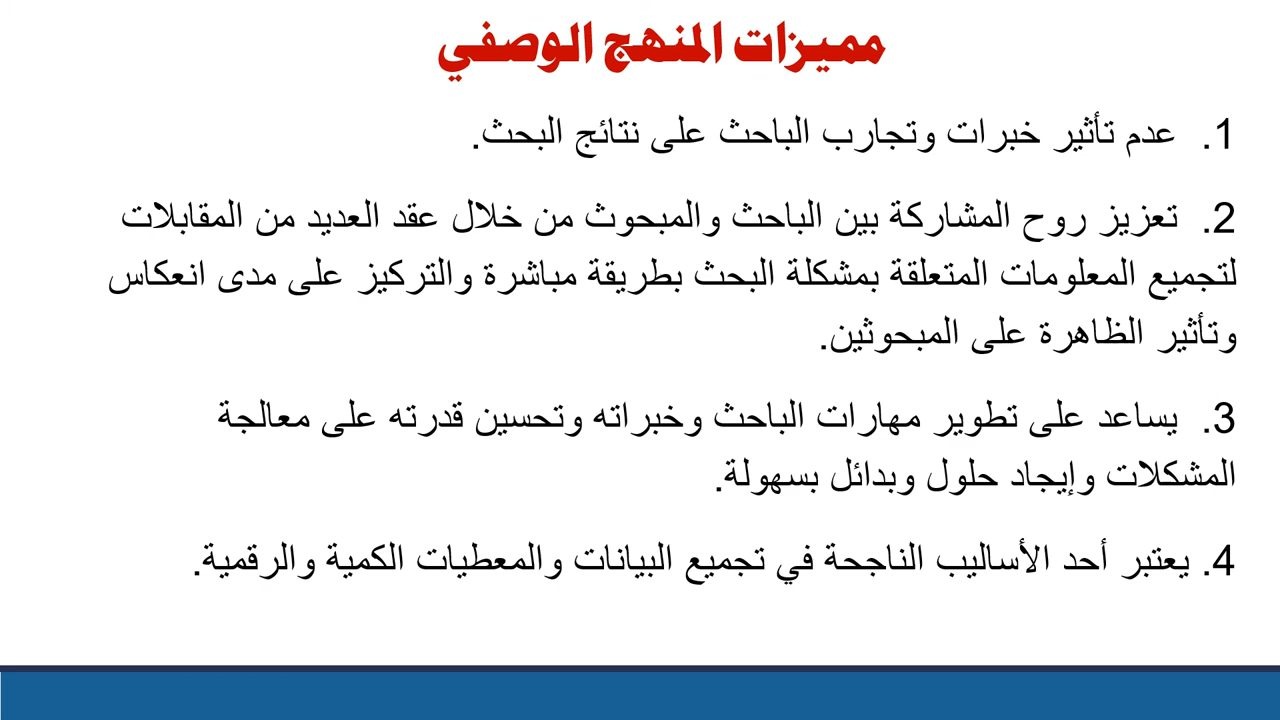 مميزات المنهج الوصفي
1. عدم تأثير خبرات وتجارب الباحث على نتائج البحث.
2. تعزيز روح المشاركة بين الباحث والمبحوث من خلال عقد العديد من المقابلات
لتجميع المعلومات المتعلقة بمشكلة البحث بطريقة مباشرة والتركيز على مدى انعكاس
وتأثير الظاهرة على المبحوثين.
3. يساعد على تطوير مهارات الباحث وخبراته وتحسين قدرته على معالجة
المشكلات وإيجاد حلول وبدائل بسهولة.
4. يعتبر أحد الأساليب الناجحة في تجميع البيانات والمعطيات الكمية والرقمية.